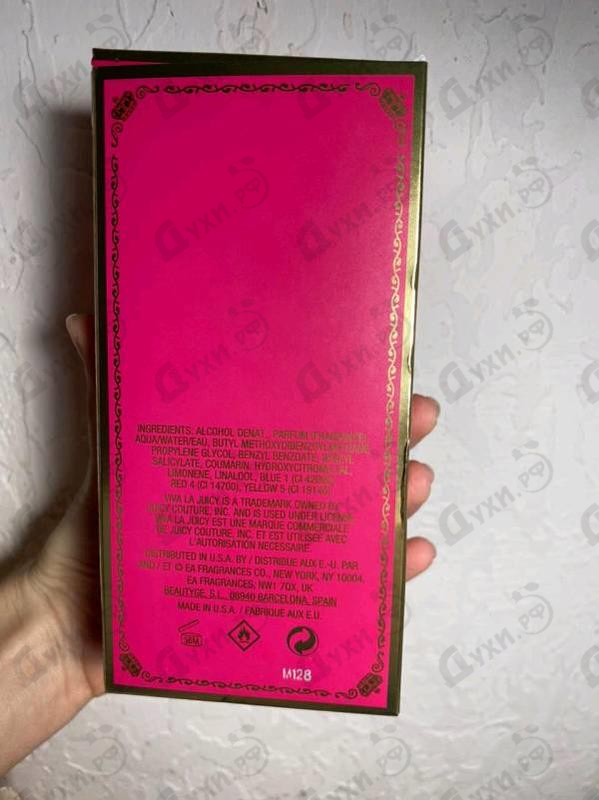 INGREDIENTS: ALCOHOL DENAT., PARFUM (FRAGRANCE),
AQUA/WATER/EAU, BUTYL METHOXYDIBENZOYLMETHANE,
PROPYLENE GLYCOL, BENZYL BENZOATE, BENZYL
SALICYLATE, COUMARIN, HYDROXYCITRONELLAL,
LIMONENE, LINALOOL, BLUE 1 (CI 42090),
RED 4 (CI 14700), YELLOW 5 (CI 19140).
VIVA LA JUICY IS A TRADEMARK OWNED BY
JUICY COUTURE, INC. AND IS USED UNDER LICENSE.
VIVA LA JUICY EST UNE MARQUE COMMERCIALE
DE JUICY COUTURE, INC. ET EST UTILISÉE AVEC
L'AUTORISATION NÉCESSAIRE.
DISTRIBUTED IN U.S.A. BY / DISTRIBUÉ AUX É.-U. PAR
AND / ET © EA FRAGRANCES CO., NEW YORK, NY 10004.
EA FRAGRANCES, NW1 7QX, UK
BEAUTYGE, S.L., 08940 BARCELONA, SPAIN
MADE IN U.S.A. / FABRIQUÉ AUX É.U.
36M
M128
Духи.РФ